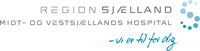 REGION SJÆLLAND
MIDT- OG VESTSJÆLLANDS HOSPITAL
- vi er til for dig